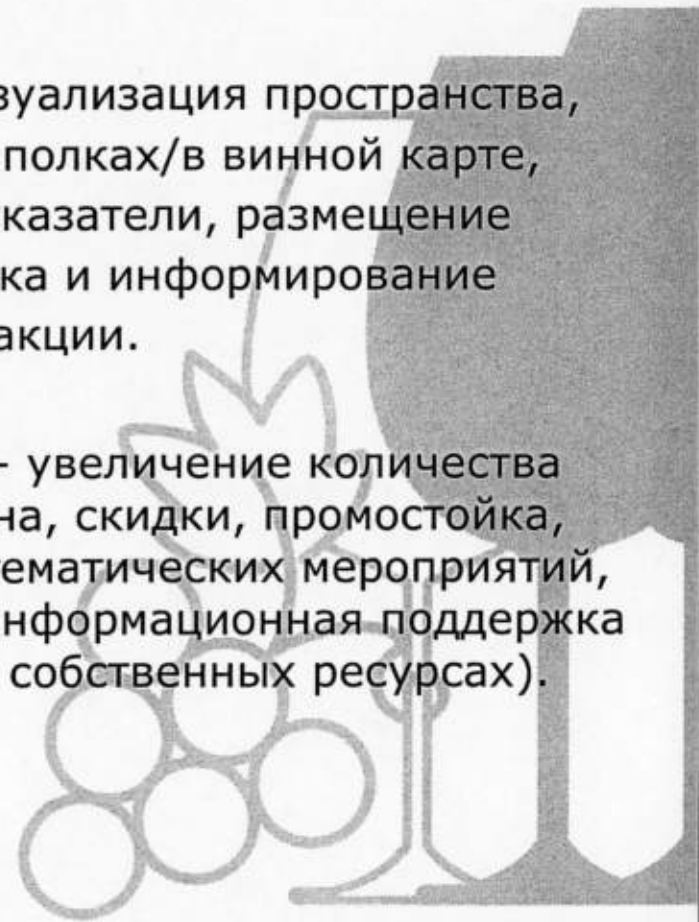 зуализация пространства,
полках/в винной карте,
казатели, размещение
ка и информирование
акции.
- увеличение количества
на, скидки, промостойка,
ематических мероприятий,
нформационная поддержка
собственных ресурсах).